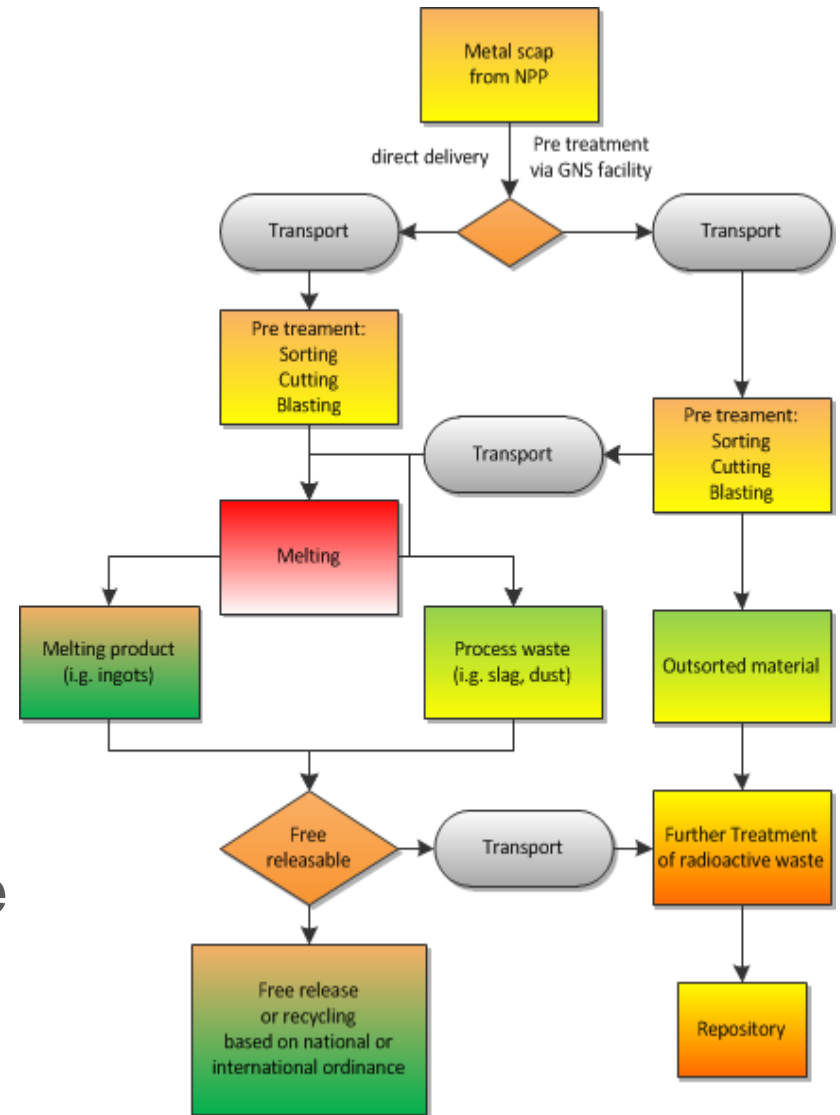 Metal scap
from NPP
direct delivery
Pre treatment
via GNS facility
Transport
Transport
Pre treament:
Sorting
Cutting
Blasting
Transport
Pre treament:
Sorting
Cutting
Blasting
Melting
Melting product
(i.g. ingots)
Process waste
(i.g. slag, dust)
Outsorted material
Free
releasable
Transport
Further Treatment
of radioactive waste
e
Free release
or recycling
based on national or
international ordinance
Repository